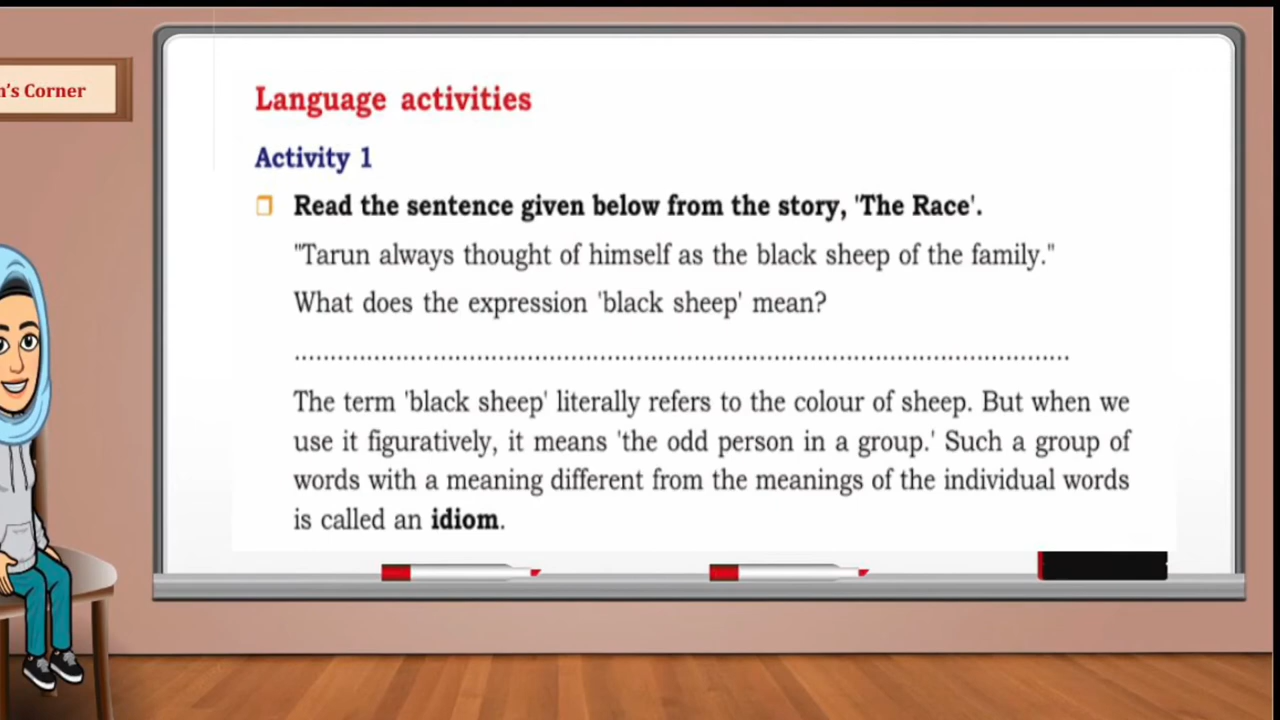 n's Corner
Language activities
Activity 1
Read the sentence given below from the story, 'The Race'.
"Tarun always thought of himself as the black sheep of the family."
What does the expression 'black sheep' mean?
....................................................................................................
The term 'black sheep' literally refers to the colour of sheep. But when we
use it figuratively, it means 'the odd person in a group.' Such a group of
words with a meaning different from the meanings of the individual words
is called an idiom.